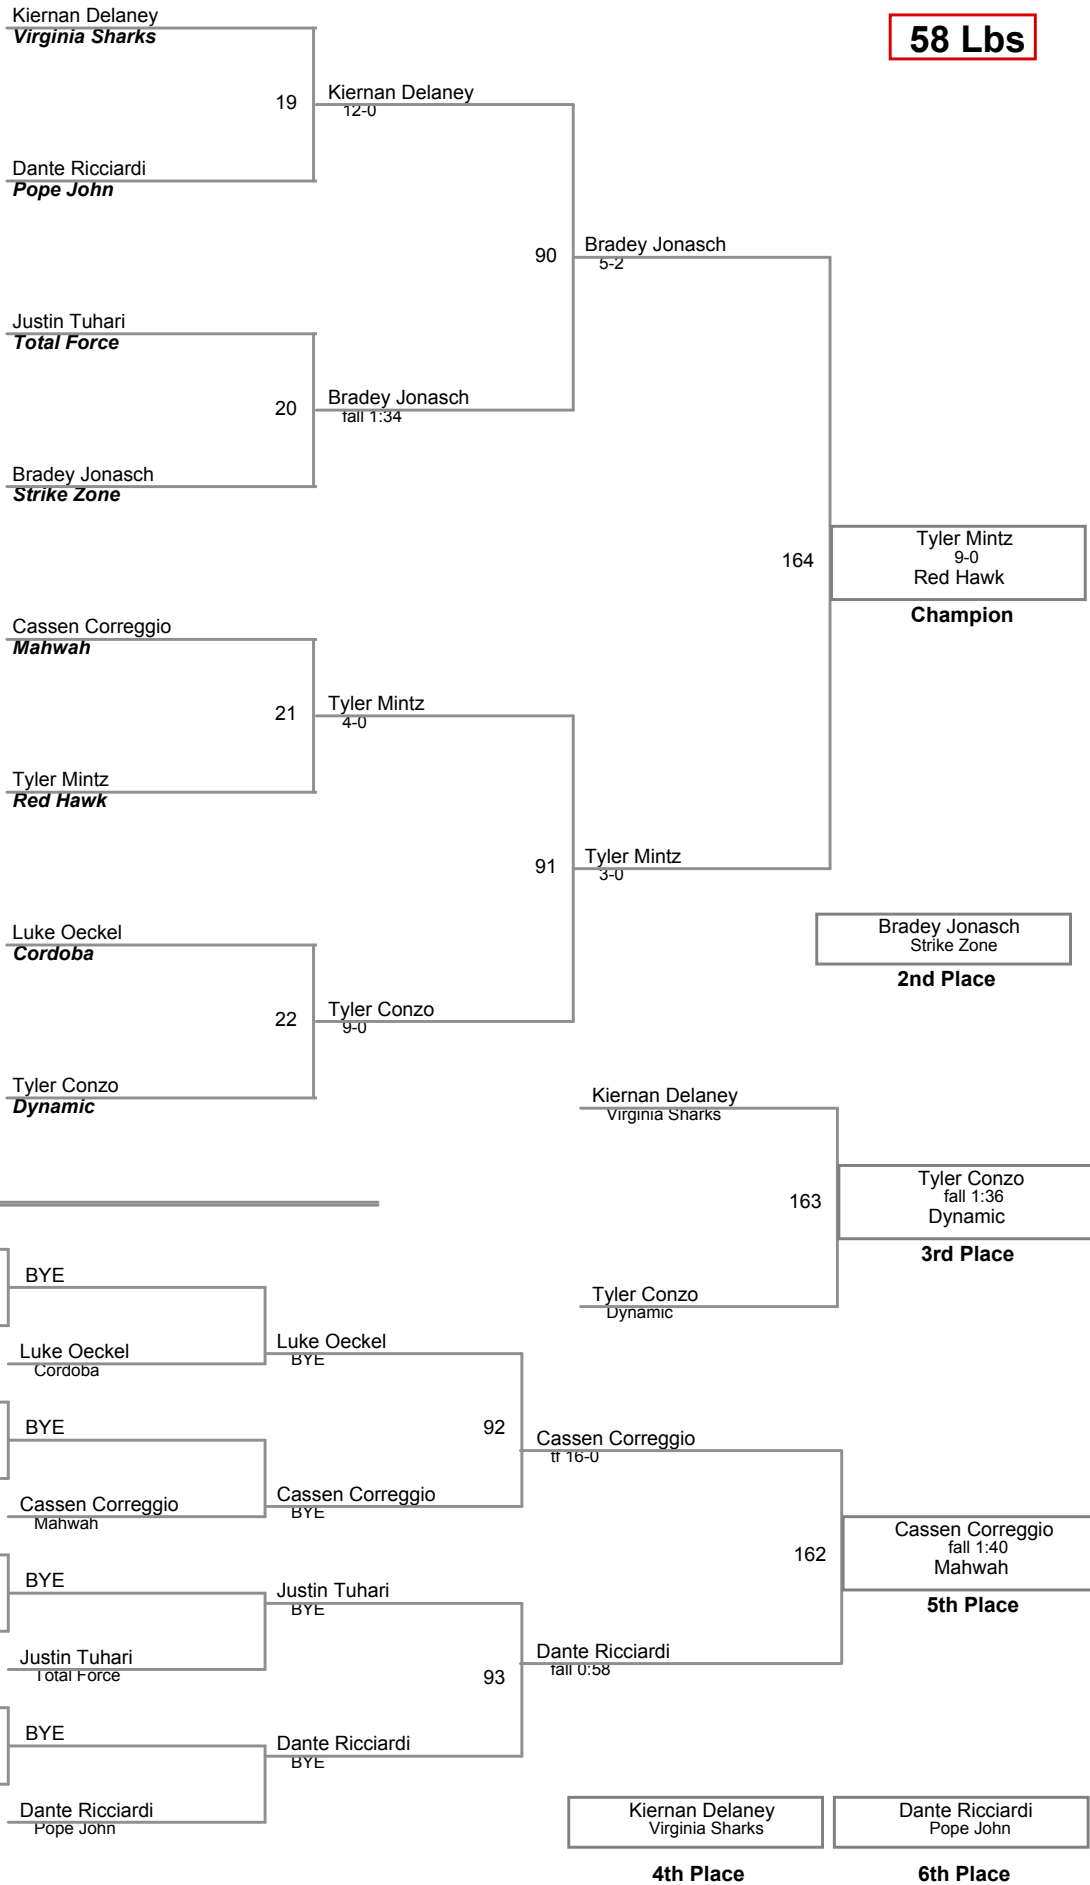 Kiernan Delaney
Virginia Sharks
58 Lbs
19
Kiernan Delaney
12-0
Dante Ricciardi
Pope John
90
Bradey Jonasch
5-2
Justin Tuhari
Total Force
20
Bradey Jonasch
fall 1:34
Bradey Jonasch
Strike Zone
164
Tyler Mintz
9-0
Red Hawk
Champion
Cassen Correggio
Mahwah
21
Tyler Mintz
4-0
Tyler Mintz
Red Hawk
91
Tyler Mintz
3-0
Luke Oeckel
Cordoba
Bradey Jonasch
Strike Zone
2nd Place
22
Tyler Conzo
9-0
Tyler Conzo
Dynamic
Kiernan Delaney
Virginia Sharks
163
Tyler Conzo
fall 1:36
Dynamic
3rd Place
Tyler Conzo
Dynamic
BYE
Luke Oeckel
Cordoba
Luke Oeckel
BYE
BYE
92
Cassen Correggio
tf 16-0
Cassen Correggio
Mahwah
Cassen Correggio
BYE
162
Cassen Correggio
fall 1:40
Mahwah
5th Place
BYE
Justin Tuhari
BYE
Justin Tuhari
Total Force
93
Dante Ricciardi
fall 0:58
BYE
Dante Ricciardi
BYE
Dante Ricciardi
Pope John
Kiernan Delaney
Virginia Sharks
4th Place
Dante Ricciardi
Pope John
6th Place